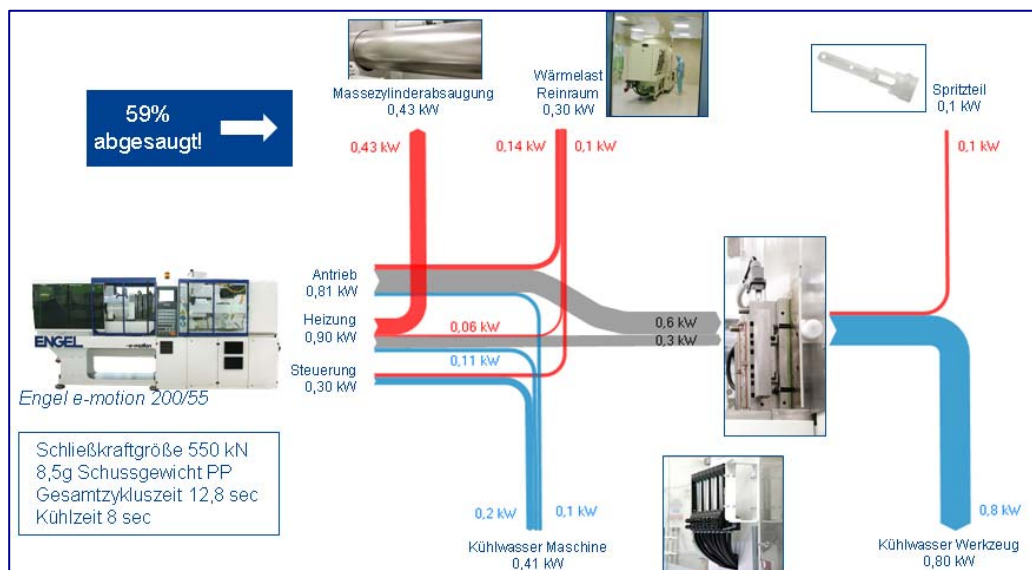 Massezylinderabsaugung
0,43 kW
Wärmelast
Reinraum
0,30 kW
Spritzteil
0,1 kW
59%
abgesaugt!
0,43 kW
0,14 kW
0,1 kW
0,1 kW
Antrieb
0,81 kW
Heizung
0,90 kW
Steuerung
0,30 kW
0,06 kW
0,11 kW
0,6 kW
0,3 kW
ENGEL
e-motion
Engel e-motion 200/55
Schließkraftgröße 550 kN
8,5g Schussgewicht PP
Gesamtzykluszeit 12,8 sec
Kühlzeit 8 sec
0,2 kW
0,1 kW
0,8 kW
Kühlwasser Maschine
0,41 kW
Kühlwasser Werkzeug
0,80 kW